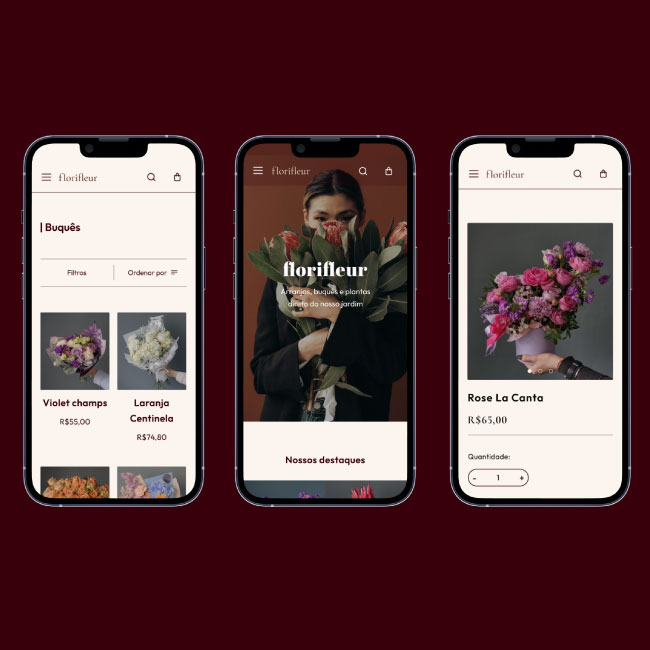 florifleur
| Buquês
Filtros
Ordenar por
Violet champs
R$55,00
Laranja
Centinela
R$74,80
florifleur
florifleur
Arranjos, buquês e plantas
direto do nosso jardim
Nossos destaques
florifleur
Rose La Canta
R$65,00
Quantidade:
- 1 +